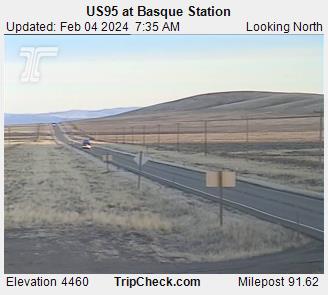 US95 at Basque Station
Updated: Feb 04 2024 7:35 AM Looking North
Elevation 4460 TripCheck.com Milepost 91.62